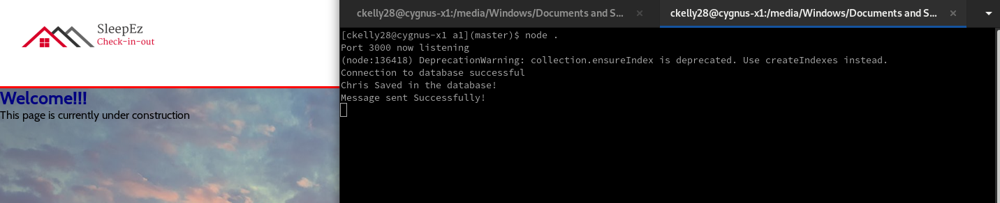 SleepEz
Check-in-out
Welcome!!!
This page is currently under construction
ckelly28@cygnus-x1:/media/Windows/Documents and S... ×
ckelly28@cygnus-x1:/media/Windows/Documents and S... ×
[ckelly28@cygnus-x1 a1](master)$ node .
Port 3000 now listening
(node:136418) DeprecationWarning: collection.ensureIndex is deprecated. Use createIndexes instead.
Connection to database successful
Chris Saved in the database!
Message sent Successfully!